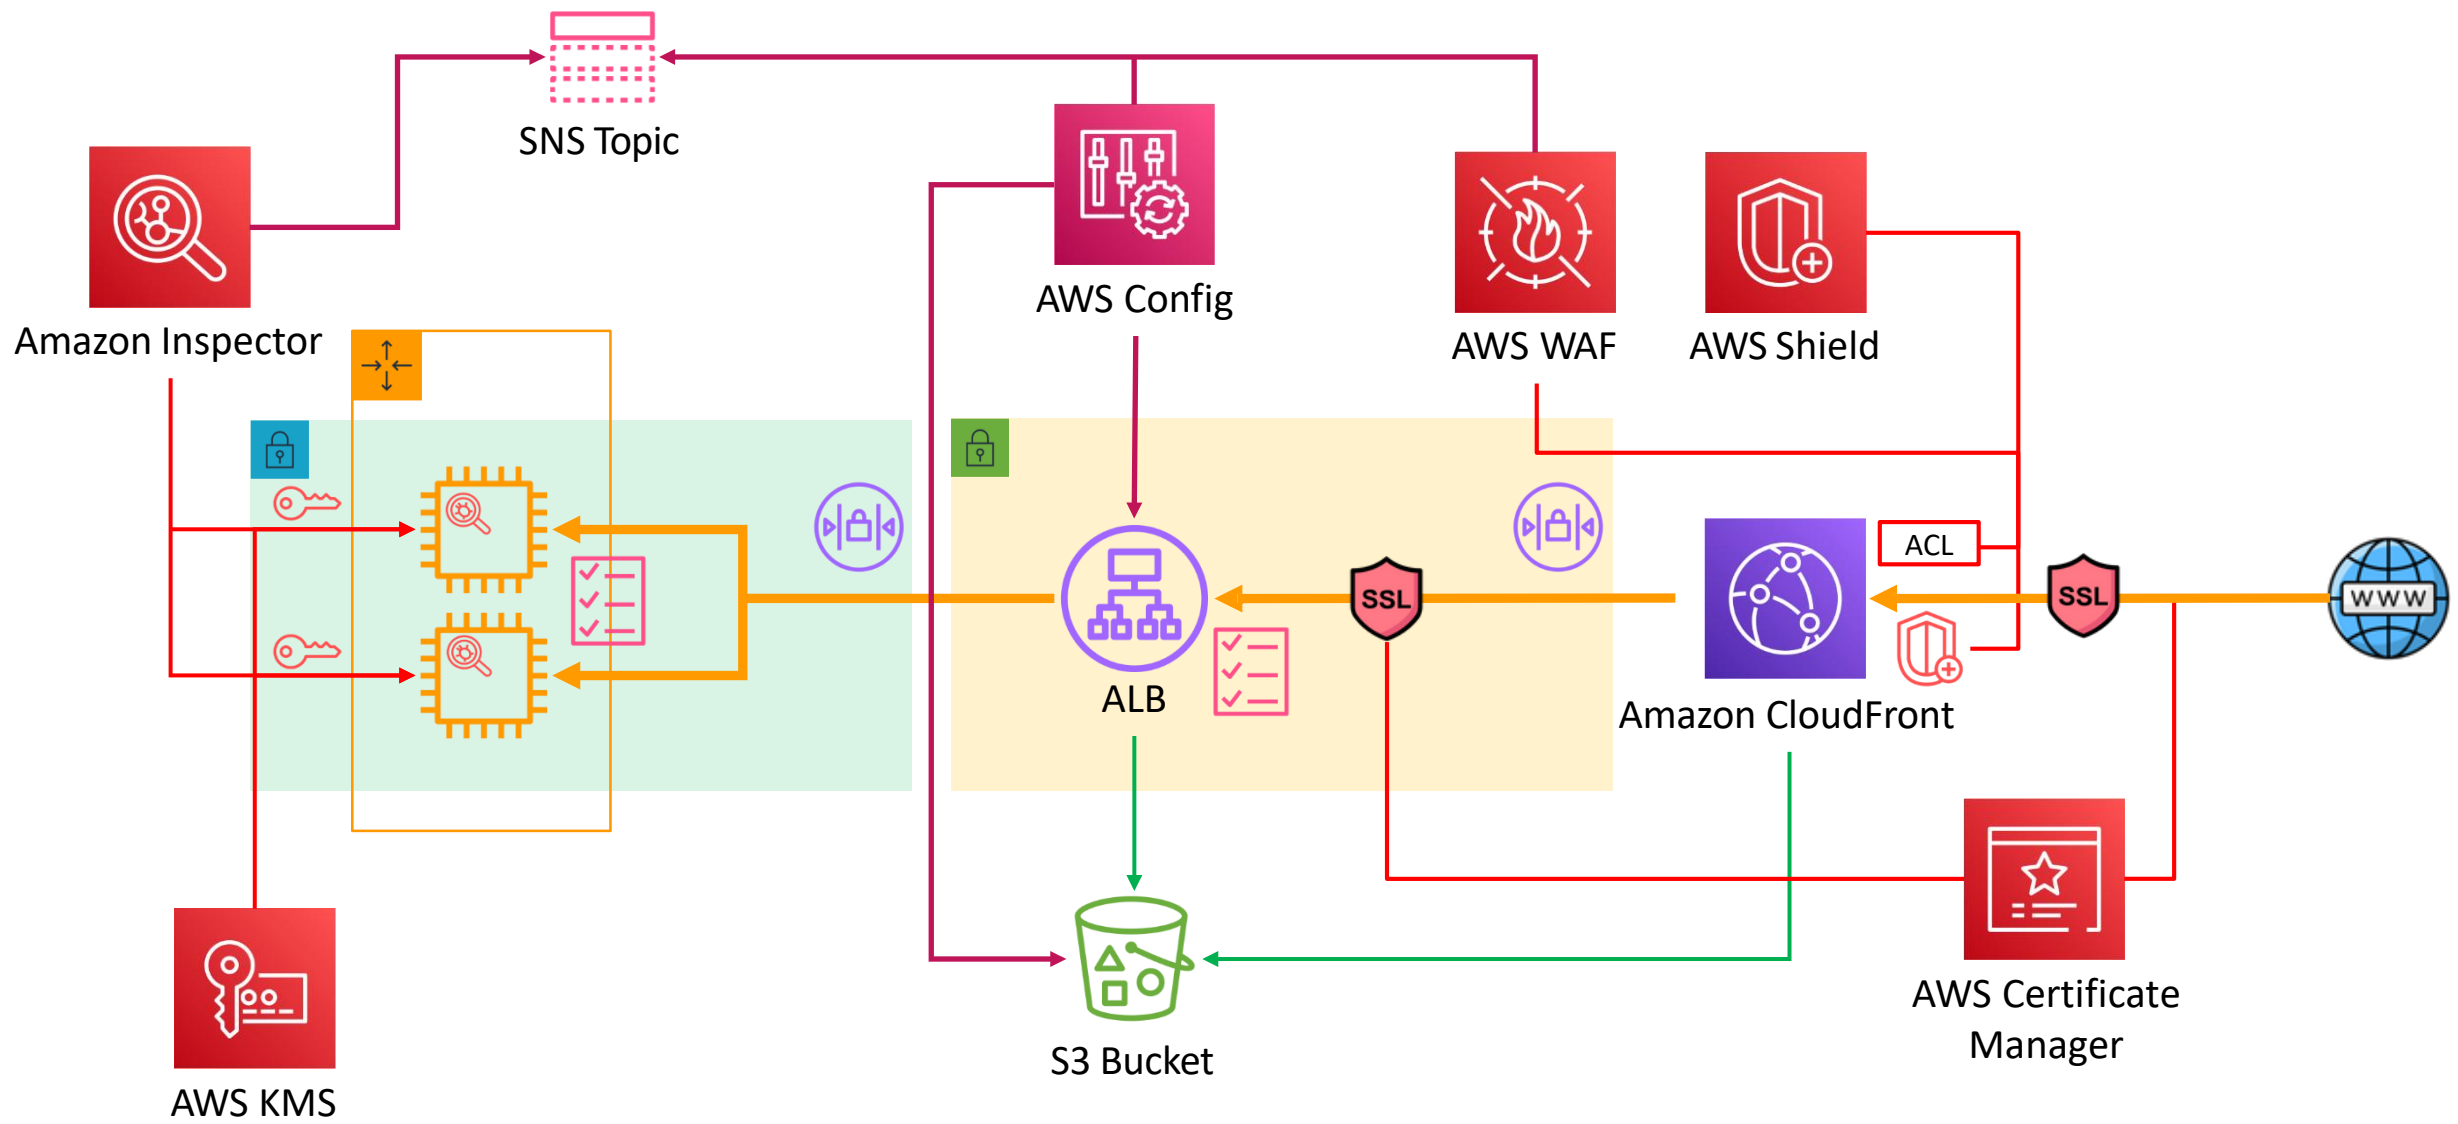 SNS Topic
Amazon Inspector
AWS Config
AWS WAF
AWS Shield
ACL
SSL
SSL
WWW
ALB
Amazon CloudFront
AWS Certificate
Manager
S3 Bucket
AWS KMS